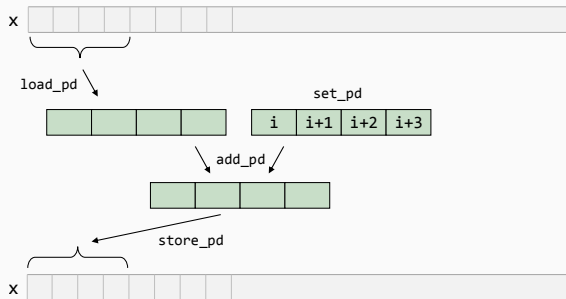 x
load_pd
set_pd
i i+1 i+2 i+3
add_pd
store_pd
x